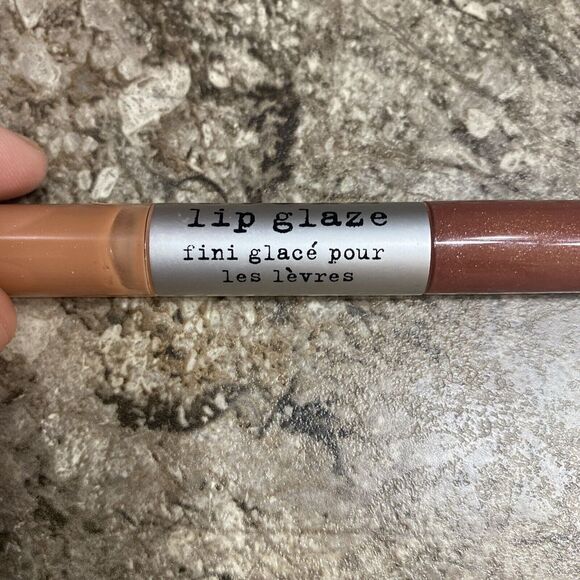 lip glaze
fini glacé pour
les lèvres